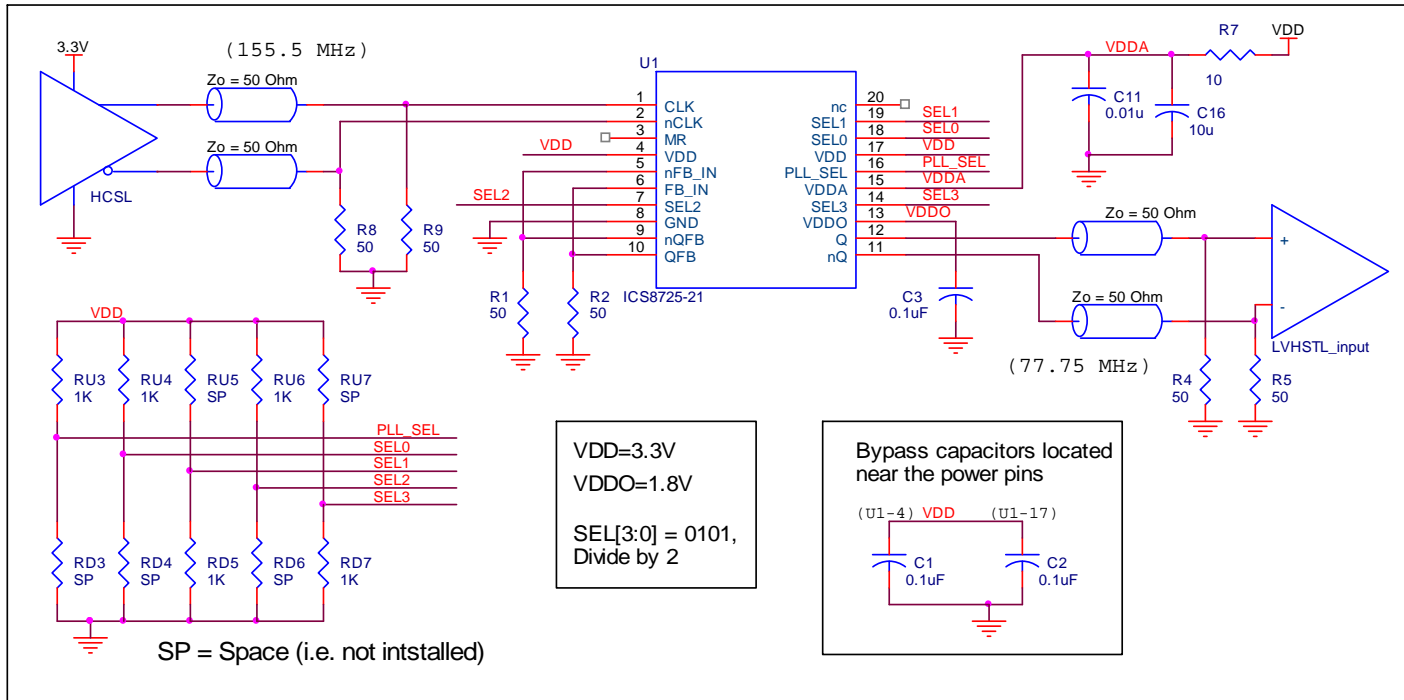 3.3V
(155.5 MHz)
Zo = 50 Ohm
Zo = 50 Ohm
HCSL
R8
50
R9
50
U1
1 CLK
2 nCLK
3 MR
4 VDD
5 nFB_IN
6 FB_IN
7 SEL2
8 GND
9 nQFB
10 QFB
VDD
SEL2
nc 20
SEL1 19 SEL1
SEL0 18 SEL0
VDD 17 VDD
PLL_SEL 16 PLL_SEL
VDDA 15 VDDA
SEL3 14 SEL3
VDDO 13 VDDO
Q 12
nQ 11
ICS8725-21
R1
50
R2
50
VDDA
R7
10
VDD
C11
0.01u
C16
10u
C3
0.1uF
Zo = 50 Ohm
Zo = 50 Ohm
+
-
LVHSTL_input
(77.75 MHz)
R4
50
R5
50
VDD
RU3
1K
RU4
1K
RU5
SP
RU6
1K
RU7
SP
PLL_SEL
SEL0
SEL1
SEL2
SEL3
RD3
SP
RD4
SP
RD5
1K
RD6
SP
RD7
1K
SP = Space (i.e. not intstalled)
VDD=3.3V
VDDO=1.8V
SEL[3:0] = 0101,
Divide by 2
Bypass capacitors located
near the power pins
(U1-4) VDD (U1-17)
C1
0.1uF
C2
0.1uF